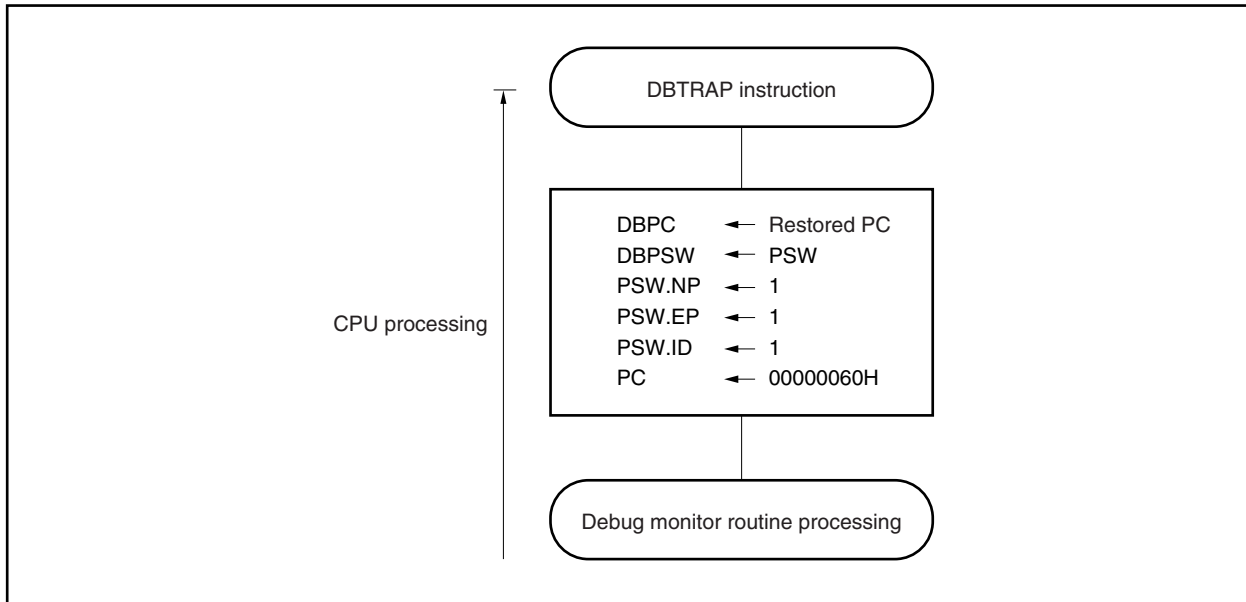 DBTRAP instruction
CPU processing
DBPC ← Restored PC
DBPSW ← PSW
PSW.NP ← 1
PSW.EP ← 1
PSW.ID ← 1
PC ← 00000060H
Debug monitor routine processing